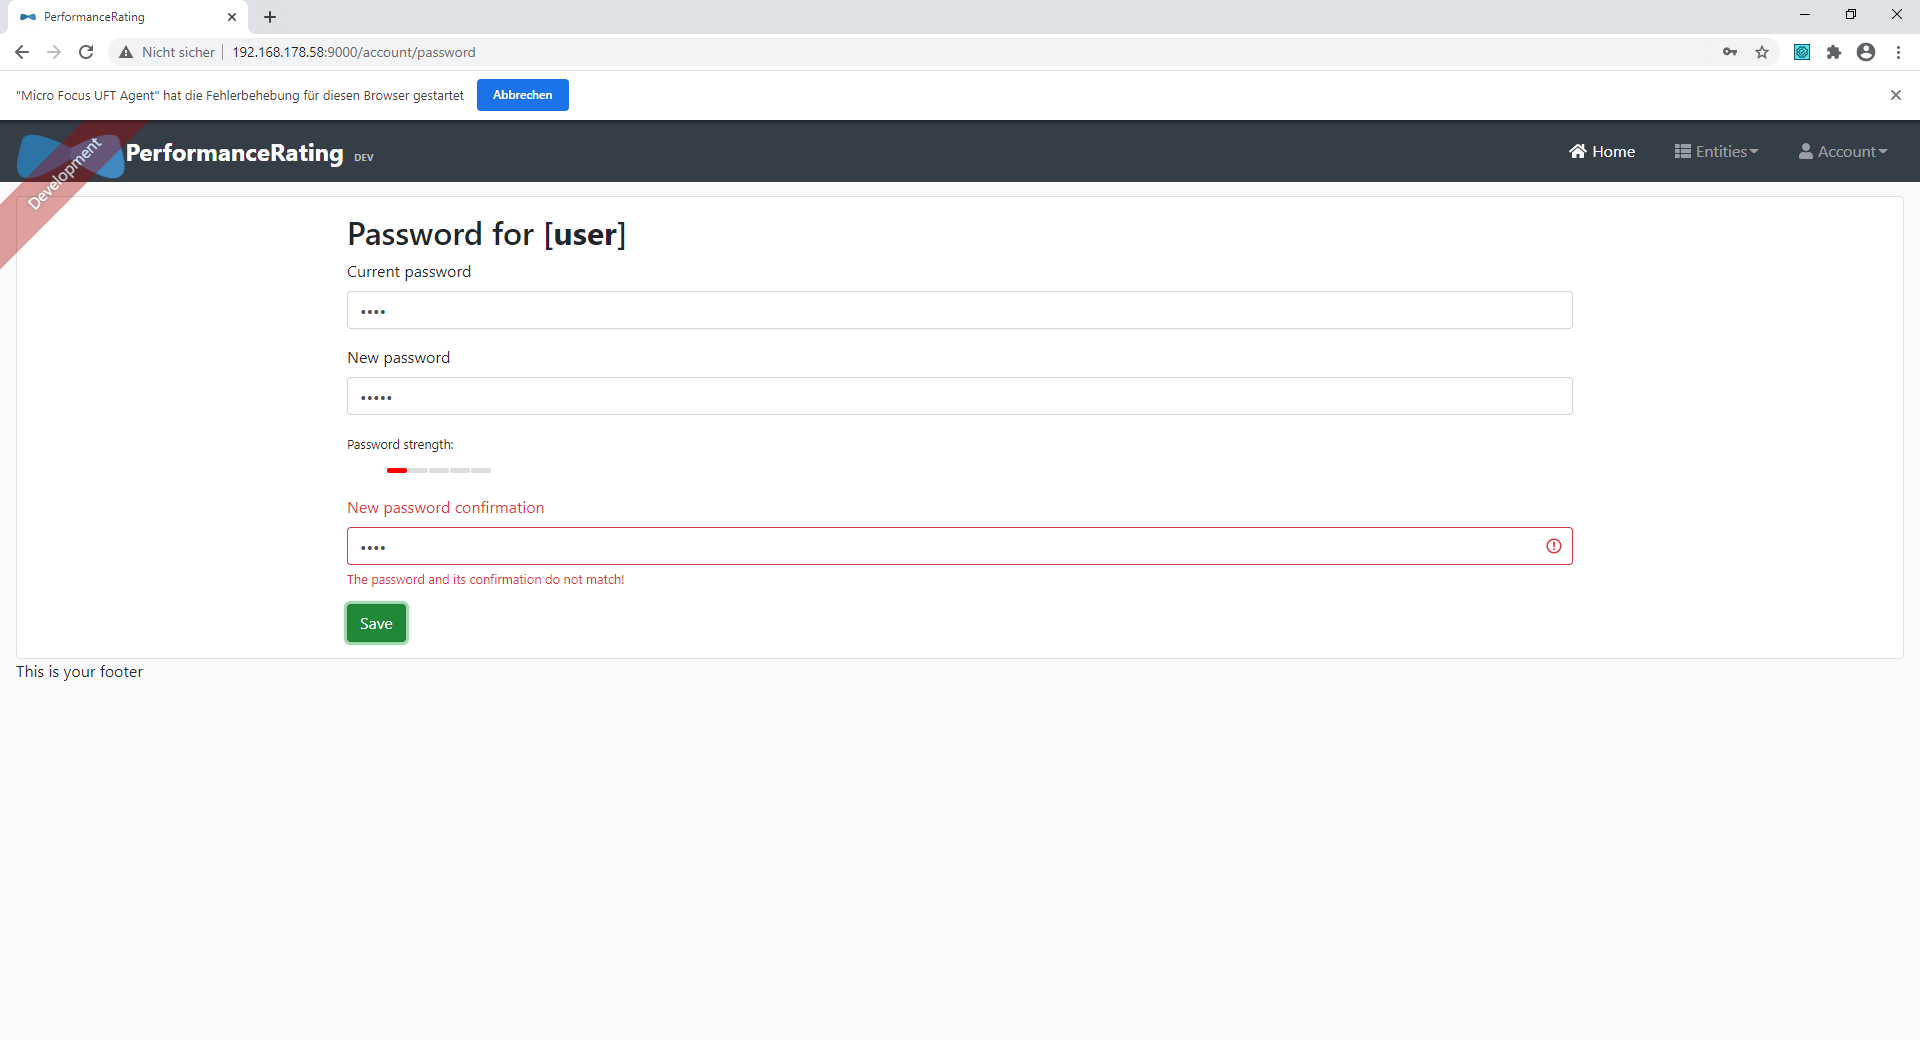 PerformanceRating
Nicht sicher
192.168.178.58:9000/account/password
"Micro Focus UFT Agent" hat die Fehlerbehebung für diesen Browser gestartet
Abbrechen
Development
PerformanceRating DEV
Home
Entities
Account
Password for [user]
Current password
••••
New password
•••••
Password strength:
New password confirmation
••••
The password and its confirmation do not match!
Save
This is your footer